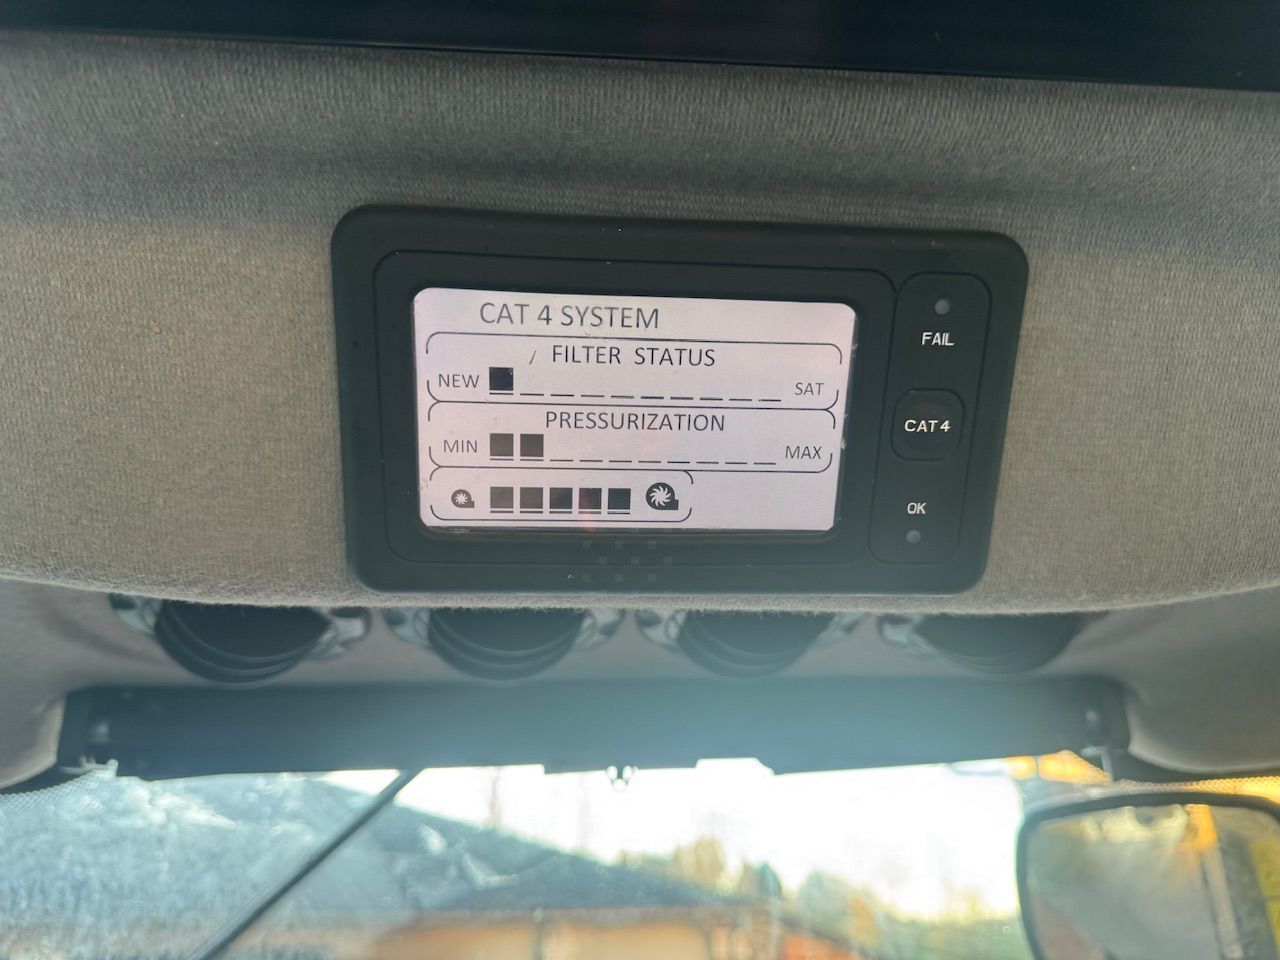 CAT 4 SYSTEM
FILTER STATUS
NEW SAT
PRESSURIZATION
MIN MAX
FAIL
CAT4
OK